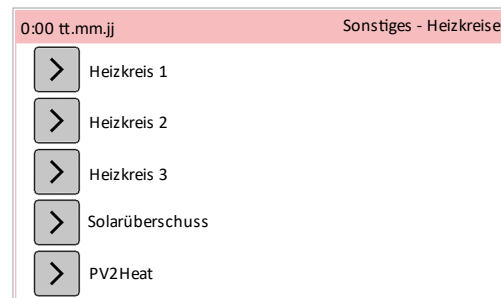 0:00 tt.mm.jj Sonstiges - Heizkreise
Heizkreis 1
Heizkreis 2
Heizkreis 3
Solarüberschuss
PV2Heat